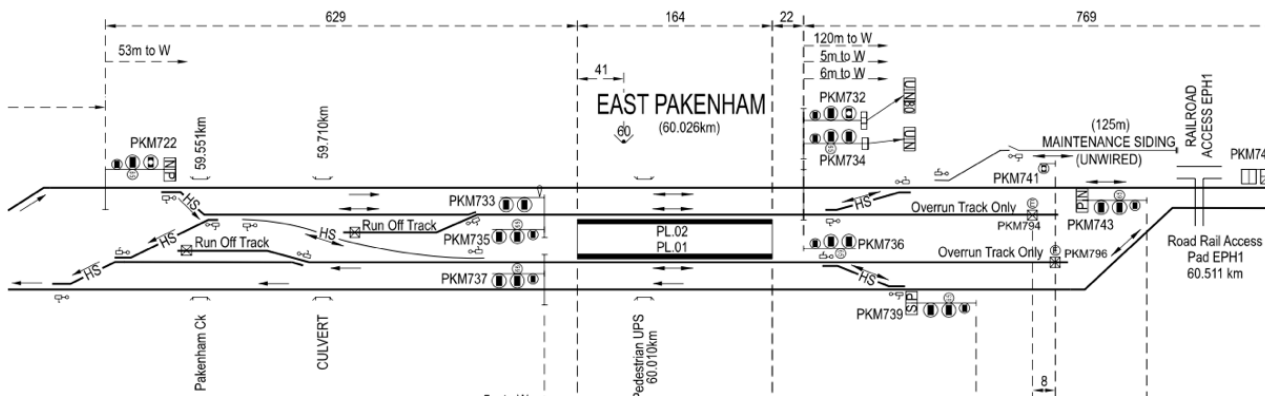 629
164
22
769
53m to W
120m to W
5m to W
6m to W
41
EAST PAKENHAM
(60.026km)
60
PKM722
N|P
59.551km
59.710km
PKM732
U|N|BD
PKM734
U|N
(125m)
MAINTENANCE SIDING
(UNWIRED)
RAILROAD
ACCESS EPH1
PKM741
PKM74
PKM733
HS
HS
Overrun Track Only
E
PKM794
P|N
PKM743
Run Off Track
PKM735
PL.02
PL.01
PKM736
Overrun Track Only
E
PKM796
Road Rail Access
Pad EPH1
60.511 km
HS
HS
Run Off Track
HS
PKM737
HS
PKM739
S|P
Pakenham Ck
CULVERT
Pedestrian UPS
60.010km
8